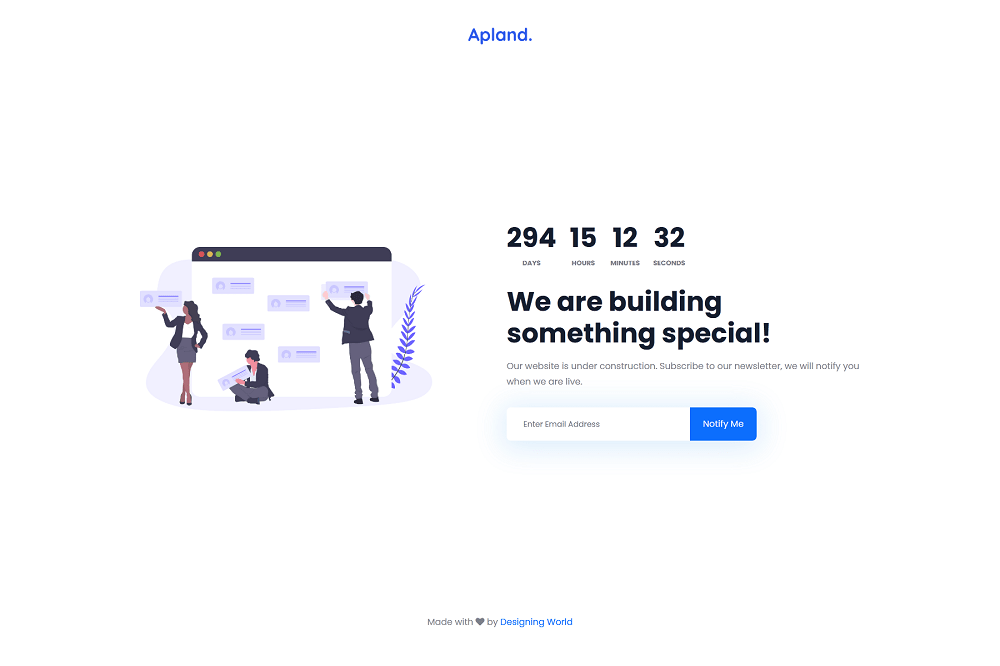 Apland.
294 15 12 32
DAYS HOURS MINUTES SECONDS
We are building
something special!
Our website is under construction. Subscribe to our newsletter, we will notify you
when we are live.
Enter Email Address Notify Me
Made with ❤ by Designing World